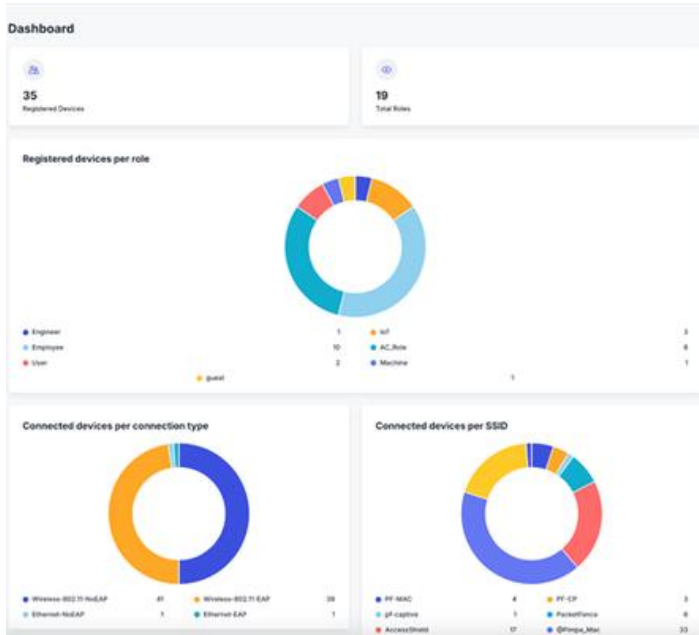 Dashboard
35
Registered Devices
19
Total Roles
Registered devices per role
Engineer 1
IoT 3
Employee 10
AC_Role 8
User 2
Machine 1
guest 1
Connected devices per connection type
Wireless-802.11-NoEAP 41
Wireless-802.11-EAP 39
Ethernet-NoEAP 1
Ethernet-EAP 1
Connected devices per SSID
PF-MAC 4
PF-CP 3
pf-captive 1
PacketFence 6
AccessShield 17
@Fimpa_Mac 33